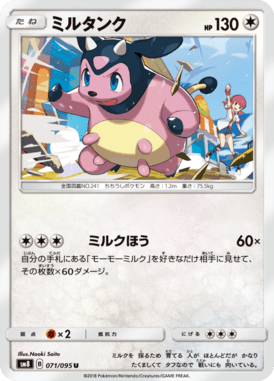 たね
ミルタンク
HP 130
全国図鑑NO.241 ちちうしポケモン 高さ：1.2m 重さ：75.5kg
ミルクほう 60×
自分の手札にある「モーモーミルク」を好きなだけ相手に見せて、
その枚数×60ダメージ。
弱点 ×2 抵抗力 にげる
Illus.Naoki Saito
sm8 B 071/095 U
ミルクを採るため育てる人がほとんどだが かなり
たくましくて タフなので 戦いにも向いている。
©2018 Pokémon/Nintendo/Creatures/GAME FREAK.